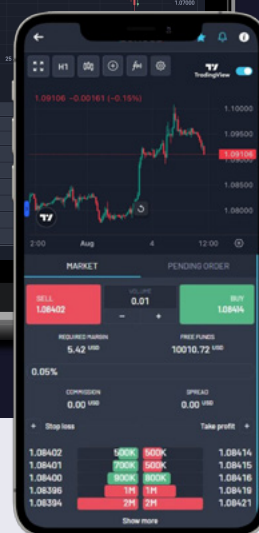 1.07000
25
H1
TradingView
1.09106 -0.00161 (-0.15%)
1.10000
1.09500
1.09106
1.08500
1.08000
2:00 Aug 4 12:00
MARKET PENDING ORDER
SELL
1.08402
VOLUME
0.01
- +
BUY
1.08414
REQUIRED MARGIN
5.42 USD
FREE FUNDS
10010.72 USD
0.05%
COMMISSION
0.00 USD
SPREAD
0.00 USD
+ Stop loss Take profit +
1.08402 500K 500K 1.08414
1.08401 700K 500K 1.08415
1.08400 900K 800K 1.08416
1.08396 1M 1M 1.08419
1.08394 2M 2M 1.08421
Show more